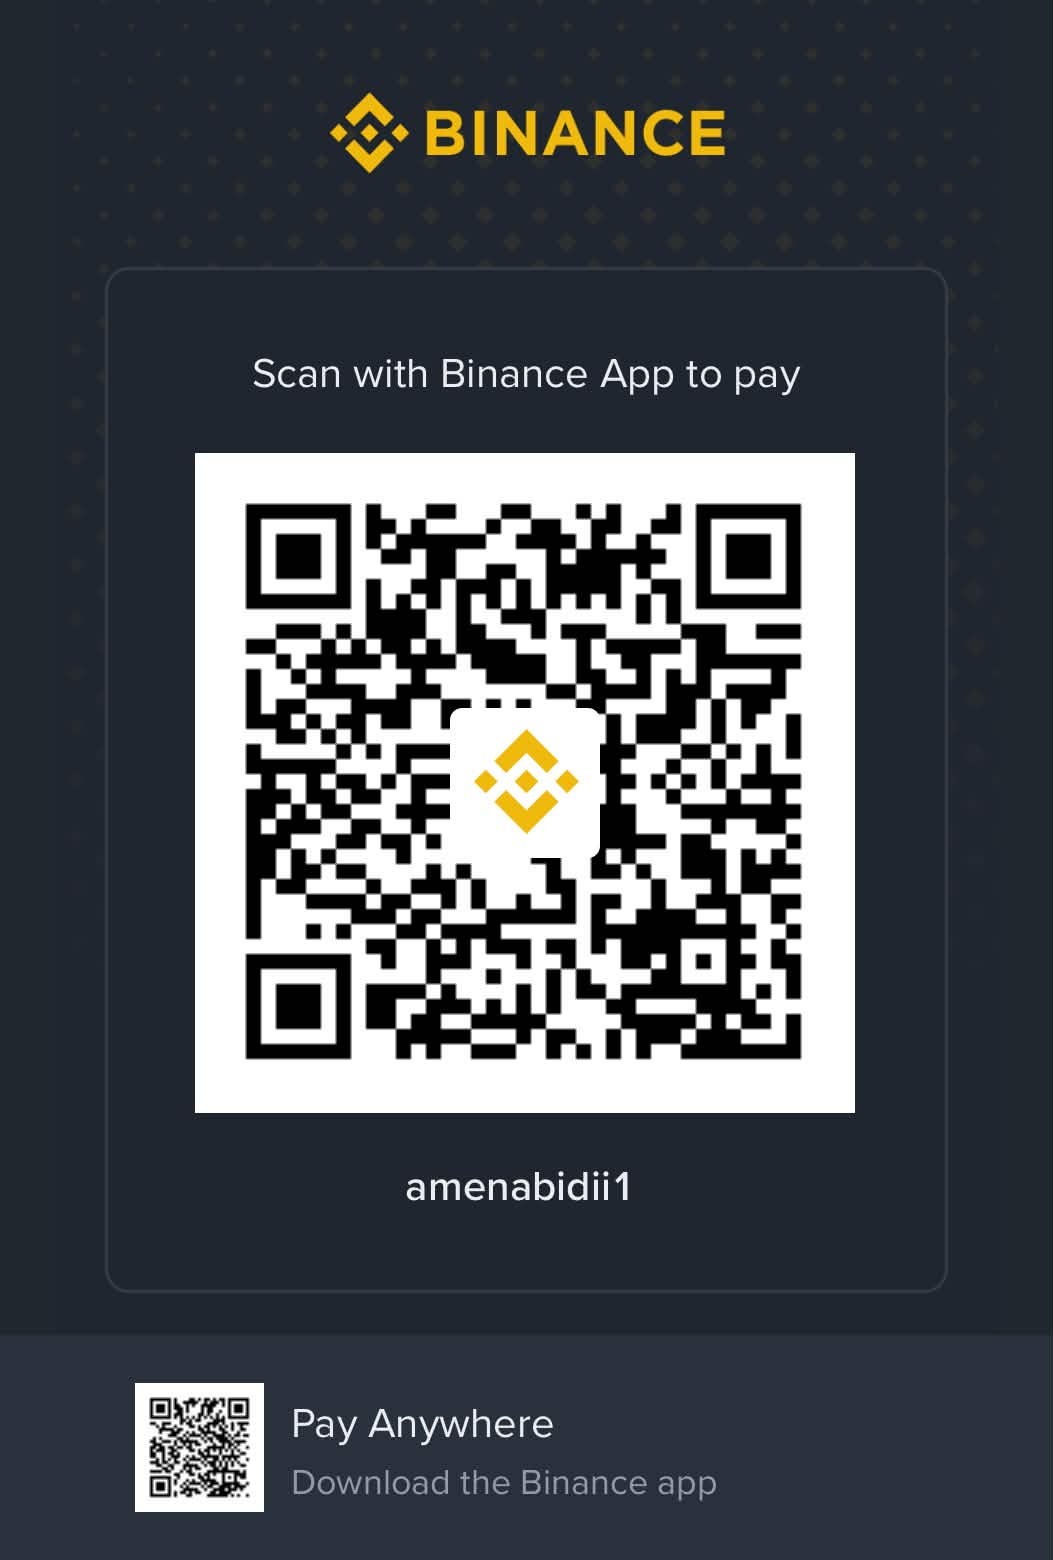 BINANCE
Scan with Binance App to pay
amenabidii1
Pay Anywhere
Download the Binance app